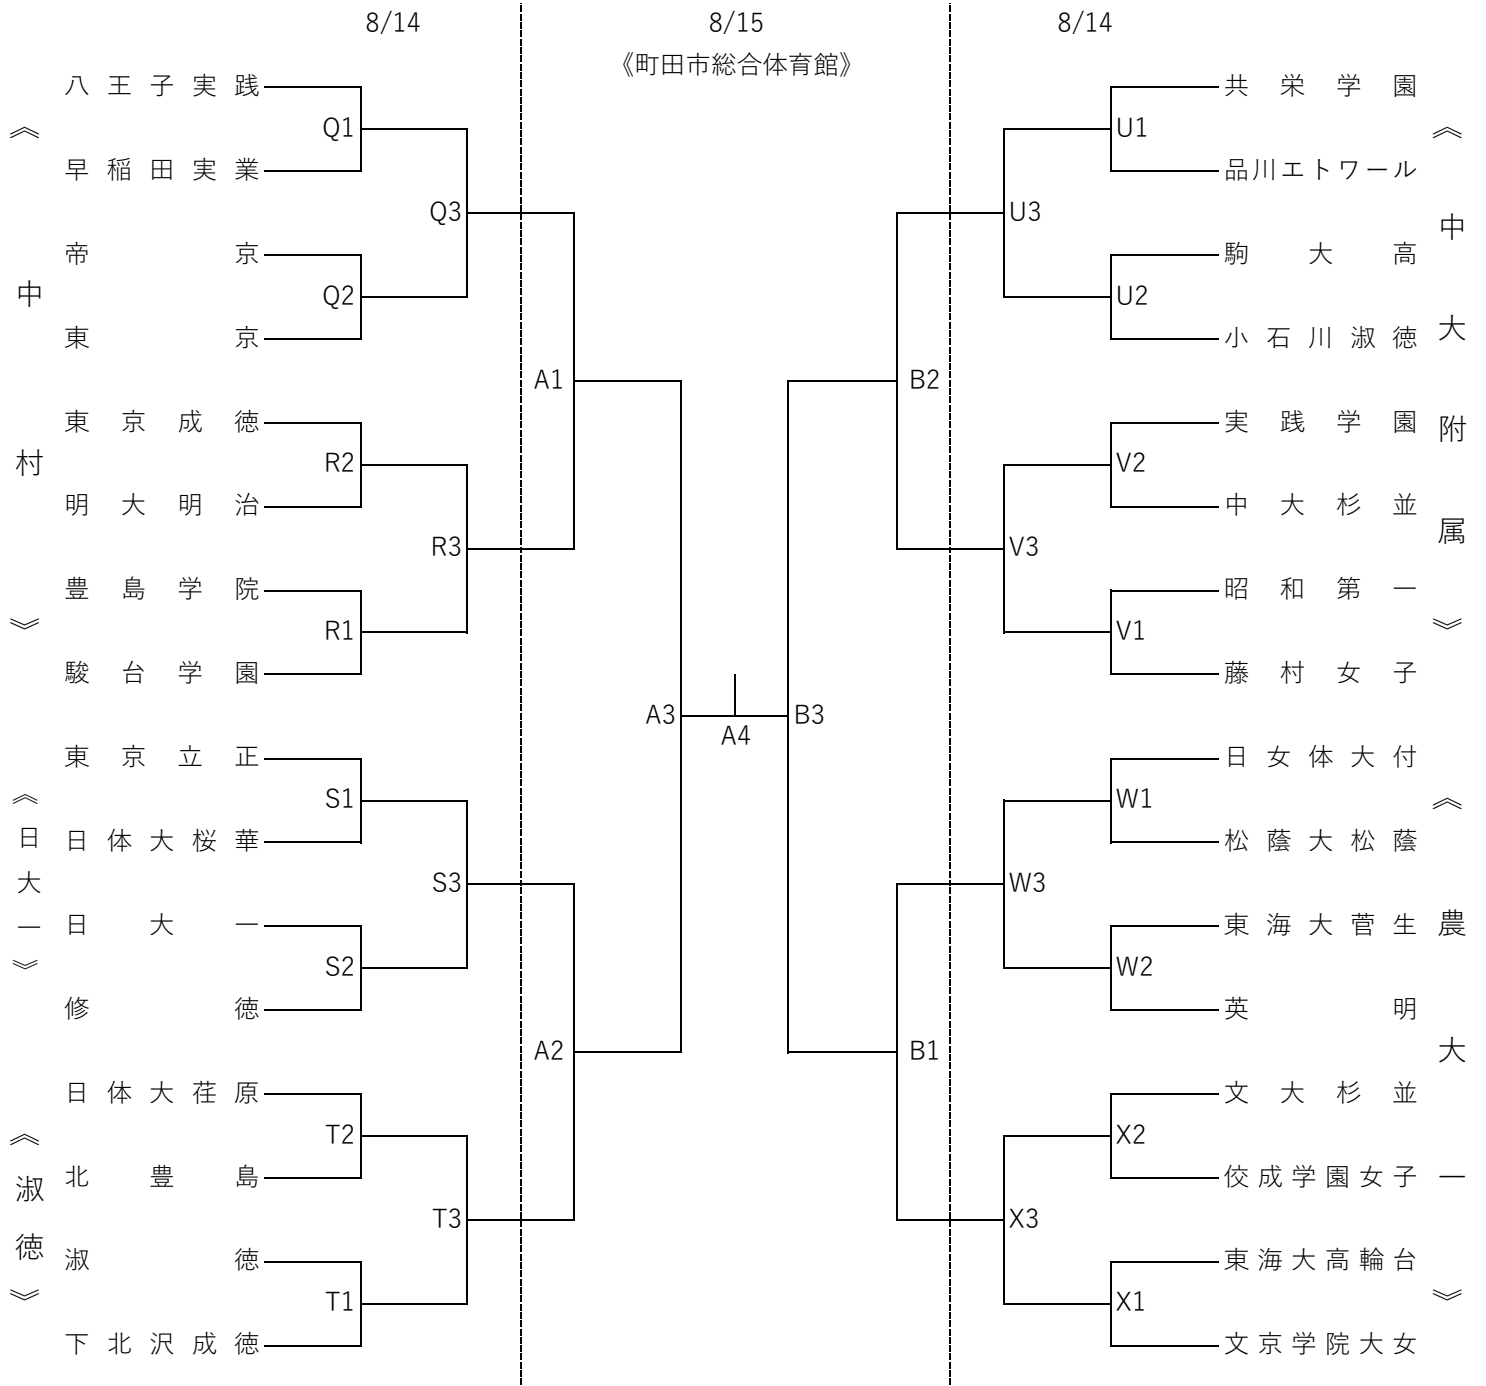 8/14
8/15
8/14
《町田市総合体育館》
《中村》
八王子実践
Q1
早稲田実業
Q3
帝京
Q2
東京
A1
東京成徳
R2
明大明治
R3
豊島学院
R1
駿台学園
《日大一》
東京立正
S1
日体大桜華
S3
日大一
S2
修徳
A2
《淑徳》
日体大荏原
T2
北豊島
T3
淑徳
T1
下北沢成徳
A3
A4
B3
《中大附属》
共栄学園
U1
品川エトワール
U3
駒大高
U2
小石川淑徳
B2
実践学園
V2
中大杉並
V3
昭和第一
V1
藤村女子
《農大一》
日女体大付
W1
松蔭大松蔭
W3
東海大菅生
W2
英明
B1
文大杉並
X2
佼成学園女子
X3
東海大高輪台
X1
文京学院大女